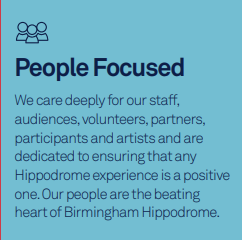 People Focused
We care deeply for our staff,
audiences, volunteers, partners,
participants and artists and are
dedicated to ensuring that any
Hippodrome experience is a positive
one. Our people are the beating
heart of Birmingham Hippodrome.